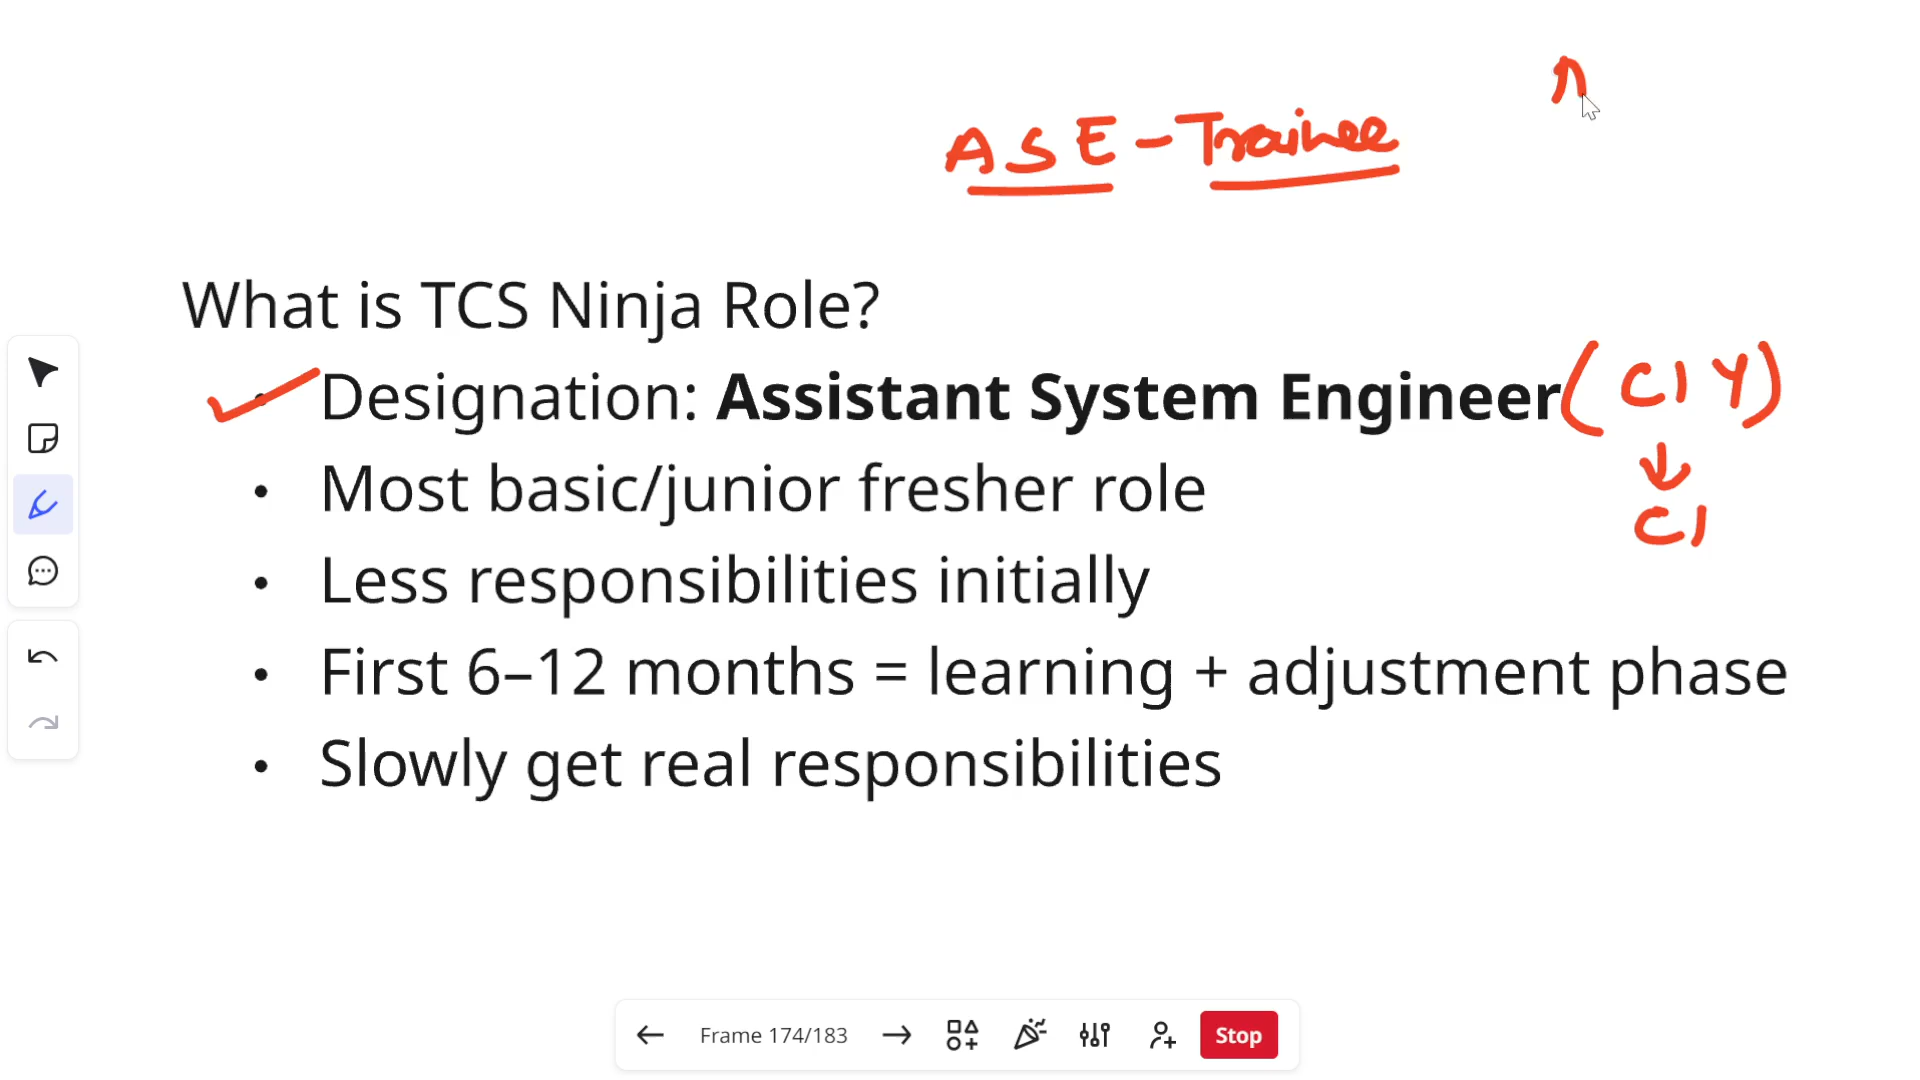 ASE - Trainee
What is TCS Ninja Role?
• Designation: Assistant System Engineer (C1Y)
C1
• Most basic/junior fresher role
• Less responsibilities initially
• First 6–12 months = learning + adjustment phase
• Slowly get real responsibilities
Frame 174/183
Stop